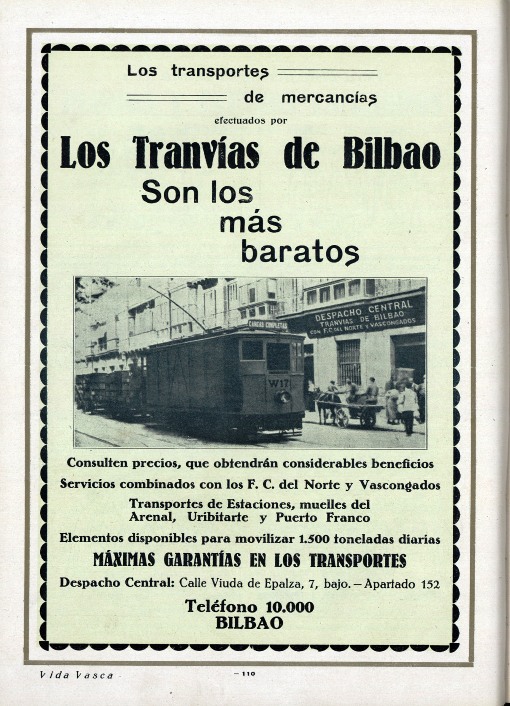 Los transportes
de mercancías
efectuados por
Los Tranvías de Bilbao
Son los
más
baratos
CARGAS COMPLETAS
DESPACHO CENTRAL
TRANVIAS DE BILBAO
CON F.C. DEL NORTE Y VASCONGADOS
W17
Consulten precios, que obtendrán considerables beneficios
Servicios combinados con los F. C. del Norte y Vascongados
Transportes de Estaciones, muelles del
Arenal, Uribitarte y Puerto Franco
Elementos disponibles para movilizar 1.500 toneladas diarias
MÁXIMAS GARANTÍAS EN LOS TRANSPORTES
Despacho Central: Calle Viuda de Epalza, 7, bajo. — Apartado 152
Teléfono 10.000
BILBAO
Vida Vasca
— 110